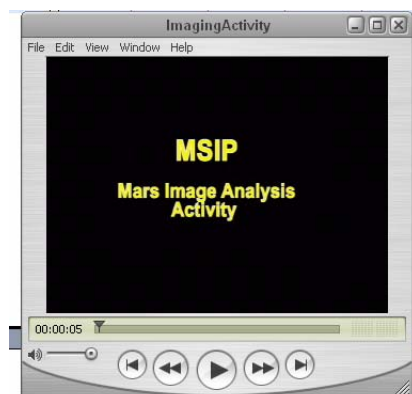 ImagingActivity
File Edit View Window Help
MSIP
Mars Image Analysis
Activity
00:00:05